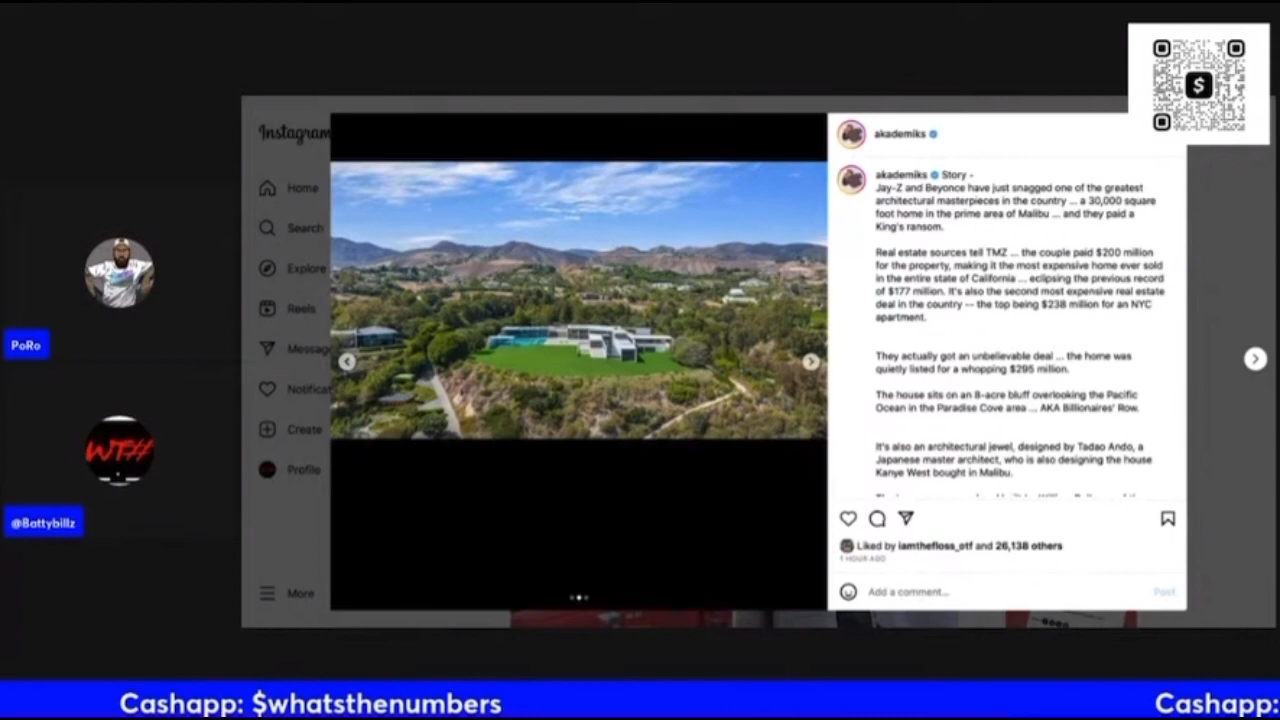 Instagram
Home
Search
Explore
Reels
Messag
Notificat
Create
Profile
More
PoRo
WTH
@Battybillz
akademiks
akademiks Story -
Jay-Z and Beyonce have just snagged one of the greatest
architectural masterpieces in the country ... a 30,000 square
foot home in the prime area of Malibu ... and they paid a
King's ransom.
Real estate sources tell TMZ ... the couple paid $200 million
for the property, making it the most expensive home ever sold
in the entire state of California ... eclipsing the previous record
of $177 million. It's also the second most expensive real estate
deal in the country -- the top being $238 million for an NYC
apartment.
They actually got an unbelievable deal ... the home was
quietly listed for a whopping $295 million.
The house sits on an 8-acre bluff overlooking the Pacific
Ocean in the Paradise Cove area ... AKA Billionaires' Row.
It's also an architectural jewel, designed by Tadao Ando, a
Japanese master architect, who is also designing the house
Kanye West bought in Malibu.
Liked by iamthefloss_otf and 26,138 others
1 HOUR AGO
Add a comment...
Post
$
Cashapp: $whatsthenumbers
Cashapp: